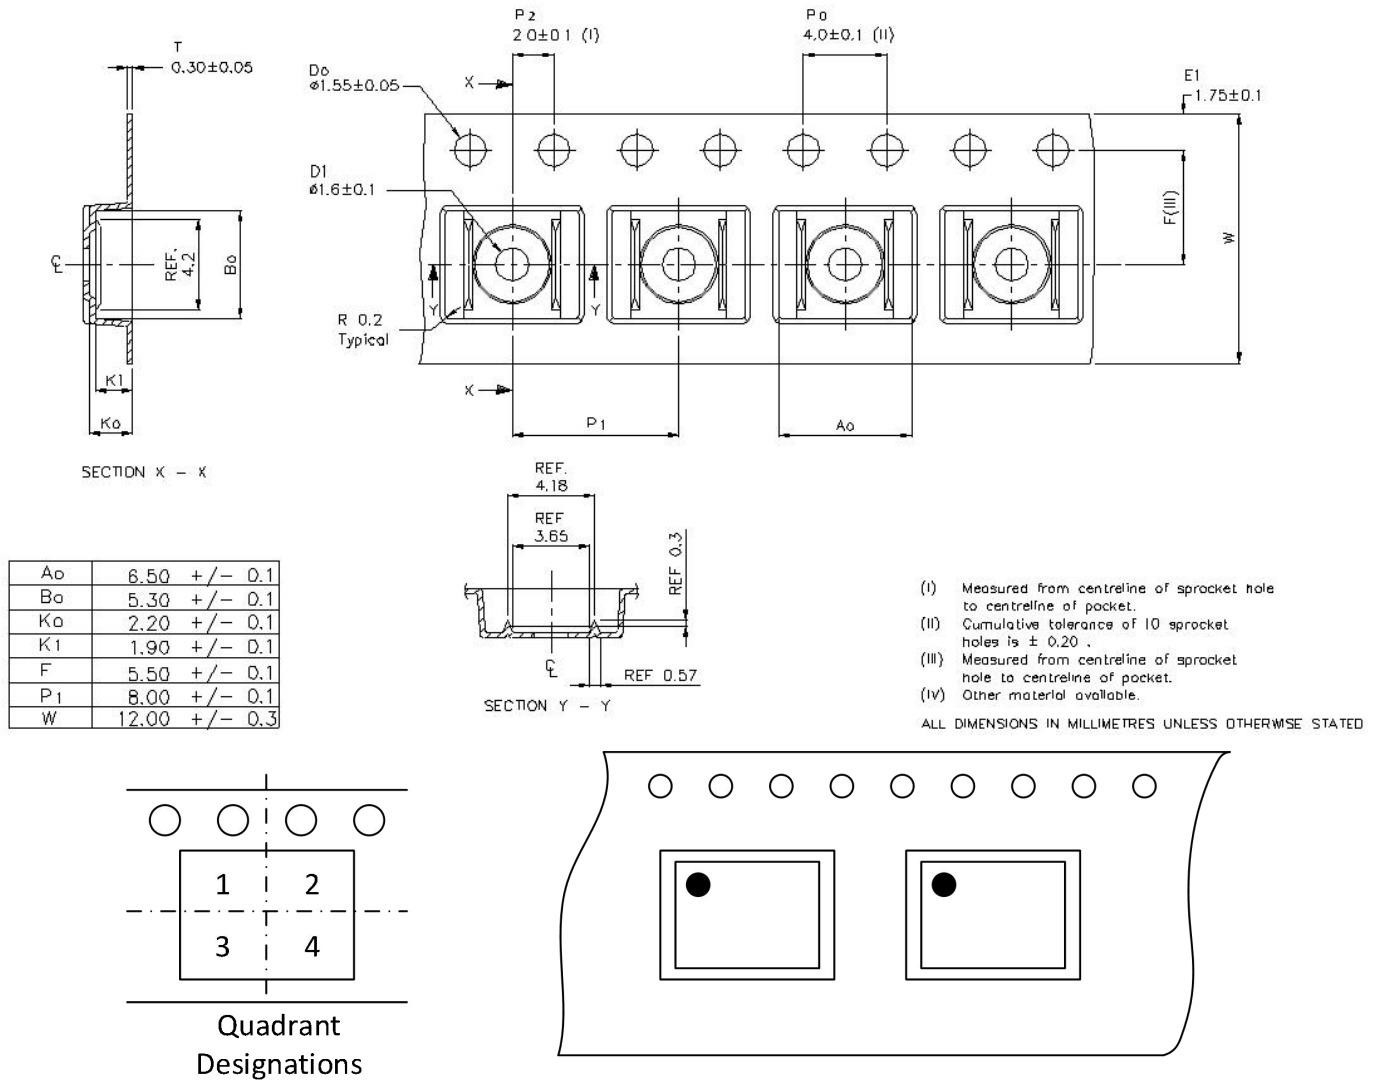 T
0.30±0.05
P2
2.0±0.1 (I)
P0
4.0±0.1 (II)
E1
1.75±0.1
Do
ø1.55±0.05
X
D1
ø1.6±0.1
F(III)
W
REF.
4.2
Bo
Y
Y
R 0.2
Typical
K1
Ko
X
P1
Ao
SECTION X - X
REF.
4.18
REF
3.65
REF 0.3
REF 0.57
SECTION Y - Y
Ao 6.50 +/- 0.1
Bo 5.30 +/- 0.1
Ko 2.20 +/- 0.1
K1 1.90 +/- 0.1
F 5.50 +/- 0.1
P1 8.00 +/- 0.1
W 12.00 +/- 0.3
(I) Measured from centreline of sprocket hole
to centreline of pocket.
(II) Cumulative tolerance of 10 sprocket
holes is ± 0.20 .
(III) Measured from centreline of sprocket
hole to centreline of pocket.
(IV) Other material available.
ALL DIMENSIONS IN MILLIMETRES UNLESS OTHERWISE STATED
1 2
3 4
Quadrant
Designations